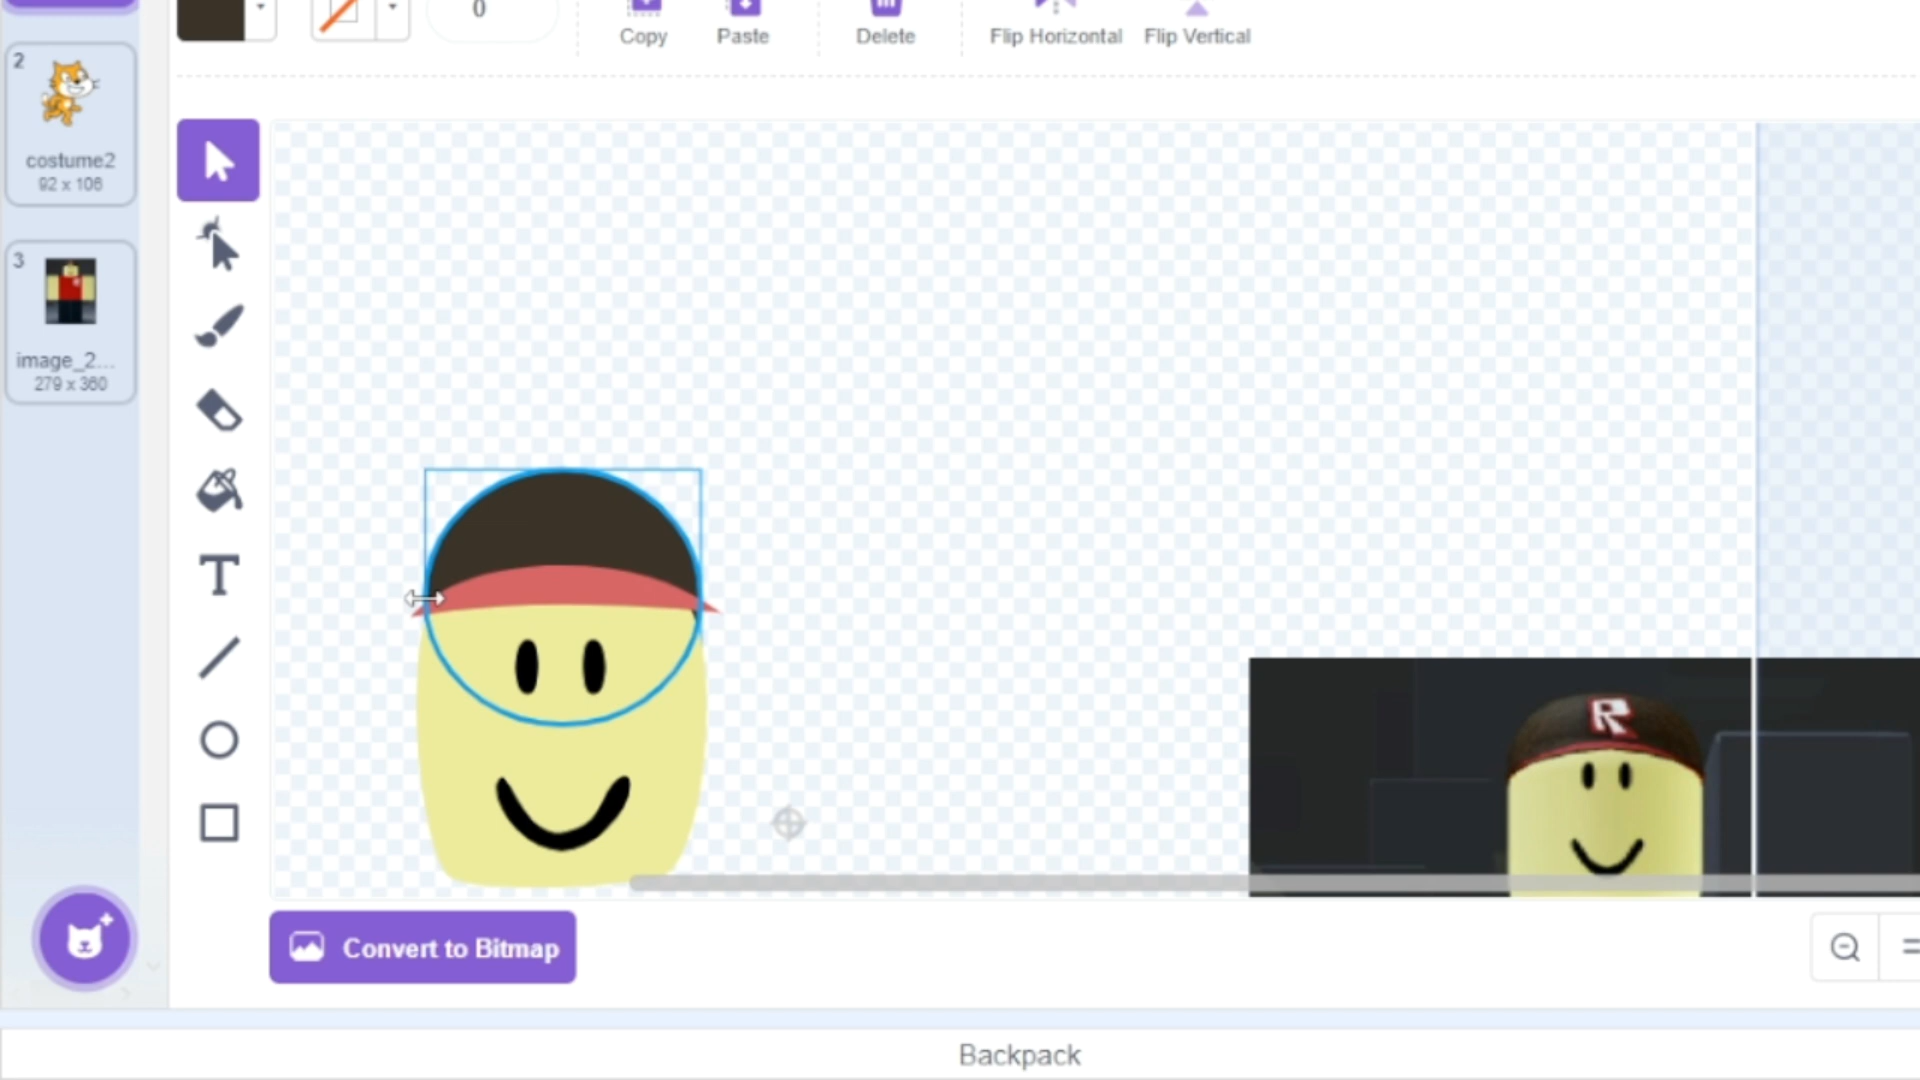 0
Copy
Paste
Delete
Flip Horizontal
Flip Vertical
2
costume2
92 x 106
3
image_2...
279 x 360
T
R
Convert to Bitmap
=
Backpack